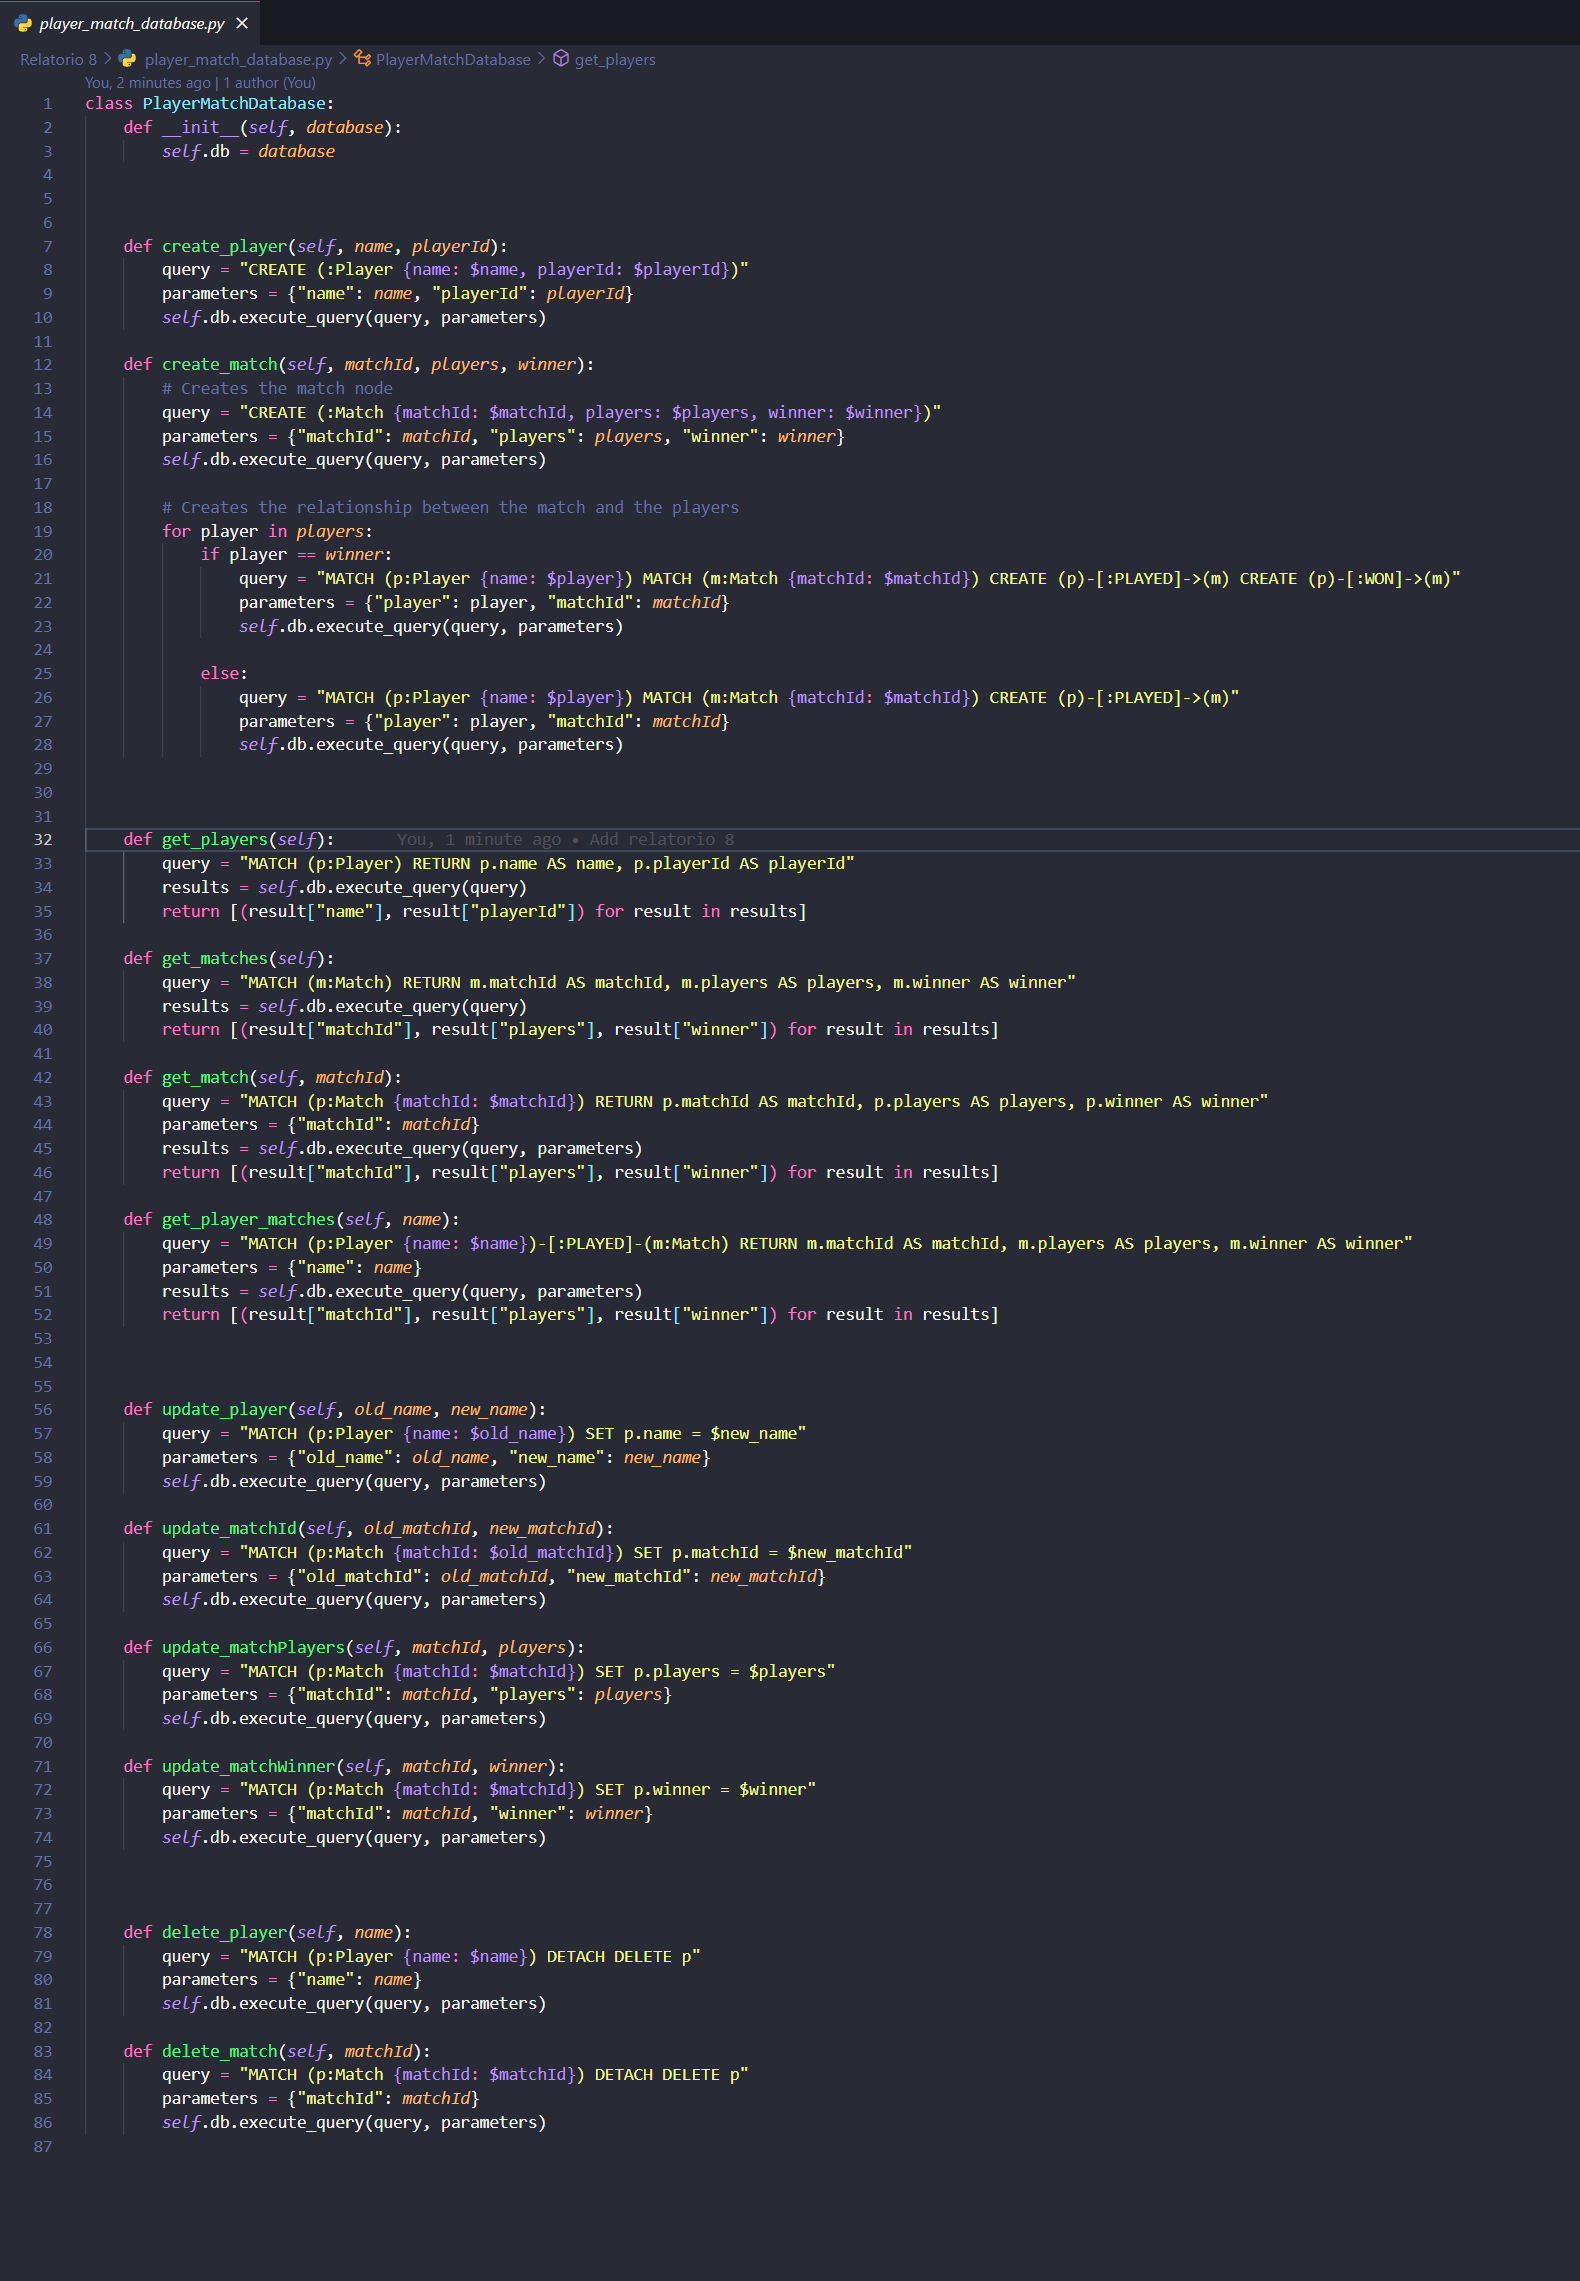 player_match_database.py ×
Relatorio 8 > player_match_database.py > PlayerMatchDatabase > get_players
You, 2 minutes ago | 1 author (You)
1 class PlayerMatchDatabase:
2     def __init__(self, database):
3         self.db = database
4
5
6
7     def create_player(self, name, playerId):
8         query = "CREATE (:Player {name: $name, playerId: $playerId})"
9         parameters = {"name": name, "playerId": playerId}
10         self.db.execute_query(query, parameters)
11
12     def create_match(self, matchId, players, winner):
13         # Creates the match node
14         query = "CREATE (:Match {matchId: $matchId, players: $players, winner: $winner})"
15         parameters = {"matchId": matchId, "players": players, "winner": winner}
16         self.db.execute_query(query, parameters)
17
18         # Creates the relationship between the match and the players
19         for player in players:
20             if player == winner:
21                 query = "MATCH (p:Player {name: $player}) MATCH (m:Match {matchId: $matchId}) CREATE (p)-[:PLAYED]->(m) CREATE (p)-[:WON]->(m)"
22                 parameters = {"player": player, "matchId": matchId}
23                 self.db.execute_query(query, parameters)
24
25             else:
26                 query = "MATCH (p:Player {name: $player}) MATCH (m:Match {matchId: $matchId}) CREATE (p)-[:PLAYED]->(m)"
27                 parameters = {"player": player, "matchId": matchId}
28                 self.db.execute_query(query, parameters)
29
30
31
32     def get_players(self): You, 1 minute ago • Add relatorio 8
33         query = "MATCH (p:Player) RETURN p.name AS name, p.playerId AS playerId"
34         results = self.db.execute_query(query)
35         return [(result["name"], result["playerId"]) for result in results]
36
37     def get_matches(self):
38         query = "MATCH (m:Match) RETURN m.matchId AS matchId, m.players AS players, m.winner AS winner"
39         results = self.db.execute_query(query)
40         return [(result["matchId"], result["players"], result["winner"]) for result in results]
41
42     def get_match(self, matchId):
43         query = "MATCH (p:Match {matchId: $matchId}) RETURN p.matchId AS matchId, p.players AS players, p.winner AS winner"
44         parameters = {"matchId": matchId}
45         results = self.db.execute_query(query, parameters)
46         return [(result["matchId"], result["players"], result["winner"]) for result in results]
47
48     def get_player_matches(self, name):
49         query = "MATCH (p:Player {name: $name})-[:PLAYED]-(m:Match) RETURN m.matchId AS matchId, m.players AS players, m.winner AS winner"
50         parameters = {"name": name}
51         results = self.db.execute_query(query, parameters)
52         return [(result["matchId"], result["players"], result["winner"]) for result in results]
53
54
55
56     def update_player(self, old_name, new_name):
57         query = "MATCH (p:Player {name: $old_name}) SET p.name = $new_name"
58         parameters = {"old_name": old_name, "new_name": new_name}
59         self.db.execute_query(query, parameters)
60
61     def update_matchId(self, old_matchId, new_matchId):
62         query = "MATCH (p:Match {matchId: $old_matchId}) SET p.matchId = $new_matchId"
63         parameters = {"old_matchId": old_matchId, "new_matchId": new_matchId}
64         self.db.execute_query(query, parameters)
65
66     def update_matchPlayers(self, matchId, players):
67         query = "MATCH (p:Match {matchId: $matchId}) SET p.players = $players"
68         parameters = {"matchId": matchId, "players": players}
69         self.db.execute_query(query, parameters)
70
71     def update_matchWinner(self, matchId, winner):
72         query = "MATCH (p:Match {matchId: $matchId}) SET p.winner = $winner"
73         parameters = {"matchId": matchId, "winner": winner}
74         self.db.execute_query(query, parameters)
75
76
77
78     def delete_player(self, name):
79         query = "MATCH (p:Player {name: $name}) DETACH DELETE p"
80         parameters = {"name": name}
81         self.db.execute_query(query, parameters)
82
83     def delete_match(self, matchId):
84         query = "MATCH (p:Match {matchId: $matchId}) DETACH DELETE p"
85         parameters = {"matchId": matchId}
86         self.db.execute_query(query, parameters)
87